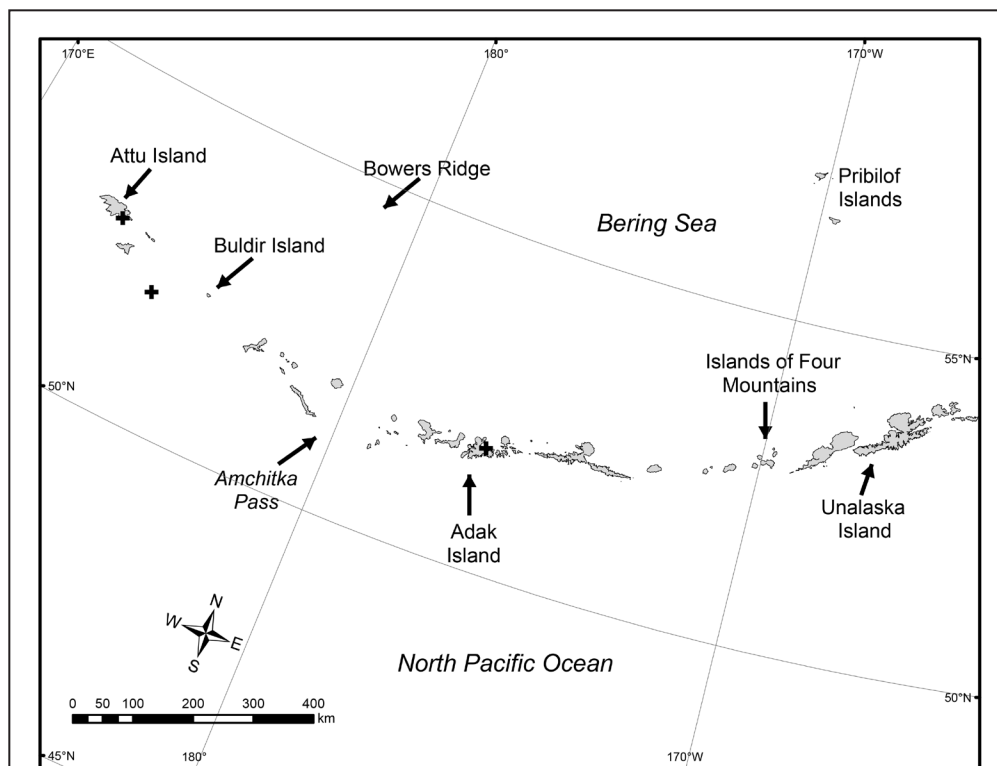 170°E
180°
170°W
Attu Island
Bowers Ridge
Pribilof
Islands
Bering Sea
Buldir Island
55°N
Islands of Four
Mountains
50°N
Amchitka
Pass
Adak
Island
Unalaska
Island
N
W
E
S
North Pacific Ocean
50°N
0 50 100 200 300 400
km
45°N
180°
170°W